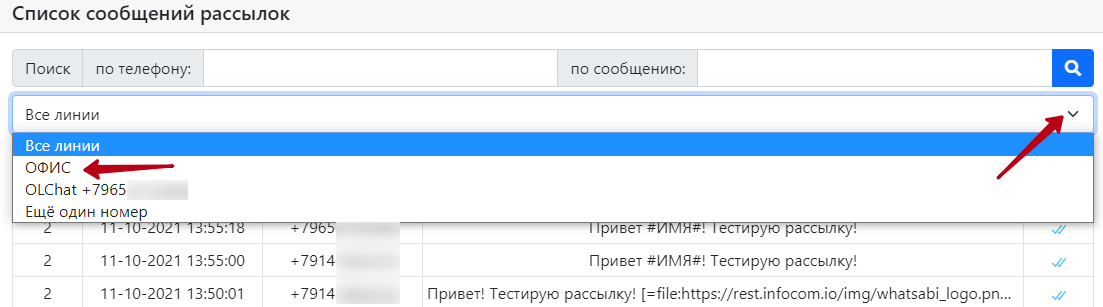 Список сообщений рассылок
Поиск по телефону: по сообщению:
Все линии
Все линии
ОФИС
OLChat +7965
Ещё один номер
2 11-10-2021 13:55:18 +7965 Привет #ИМЯ#! Тестирую рассылку!
2 11-10-2021 13:55:00 +7914 Привет #ИМЯ#! Тестирую рассылку!
2 11-10-2021 13:50:01 +7914 Привет! Тестирую рассылку! [=file:https://rest.infocom.io/img/whatsabi_logo.pn...